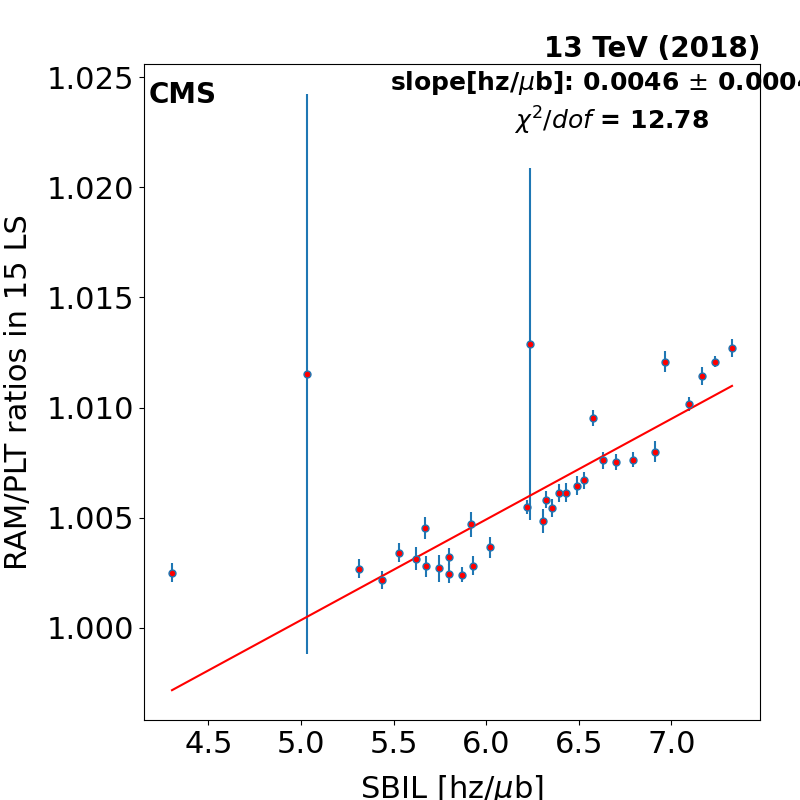 13 TeV (2018)
CMS
slope[hz/μb]: 0.0046 ± 0.0004
χ²/dof = 12.78
RAM/PLT ratios in 15 LS
1.025
1.020
1.015
1.010
1.005
1.000
4.5 5.0 5.5 6.0 6.5 7.0
SBIL [hz/μb]